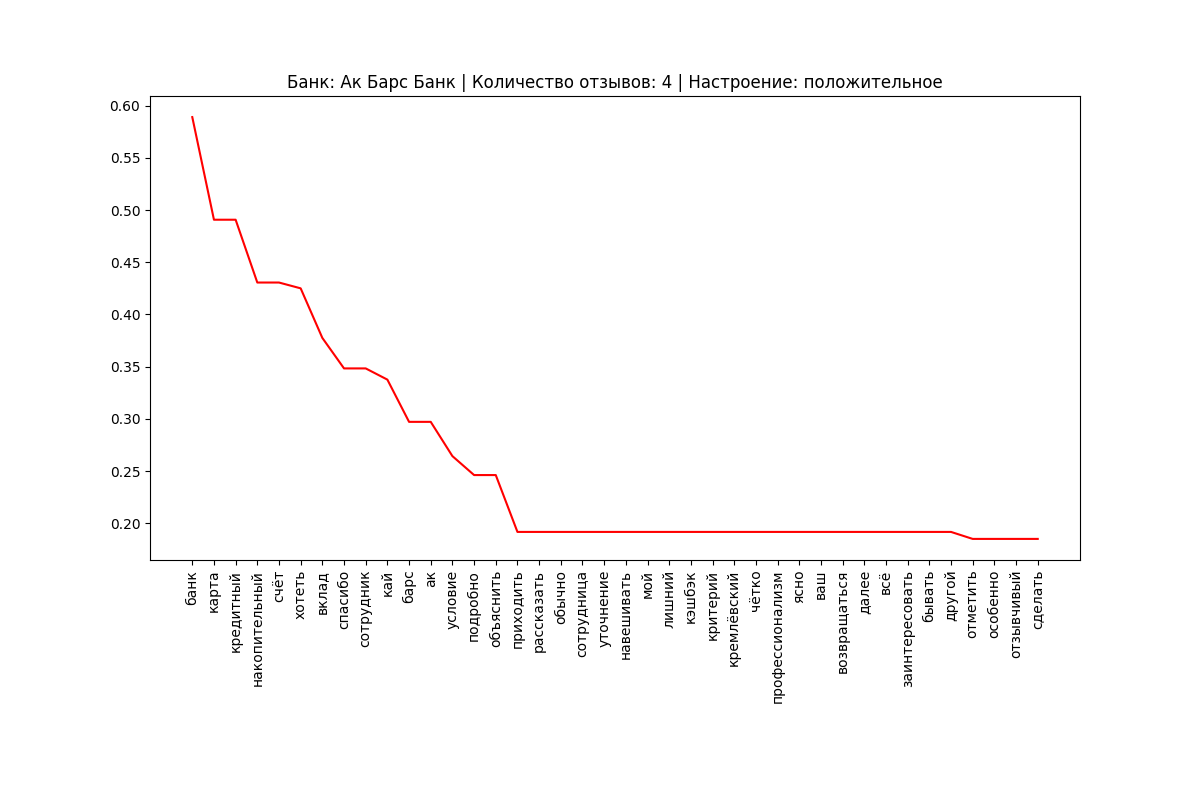 Банк: Ак Барс Банк | Количество отзывов: 4 | Настроение: положительное
0.60
0.55
0.50
0.45
0.40
0.35
0.30
0.25
0.20
банк
карта
кредитный
накопительный
счёт
хотеть
вклад
спасибо
сотрудник
кай
барс
ак
условие
подробно
объяснить
приходить
рассказать
обычно
сотрудница
уточнение
навешивать
мой
лишний
кэшбэк
критерий
кремлёвский
чётко
профессионализм
ясно
ваш
возвращаться
далее
всё
заинтересовать
бывать
другой
отметить
особенно
отзывчивый
сделать